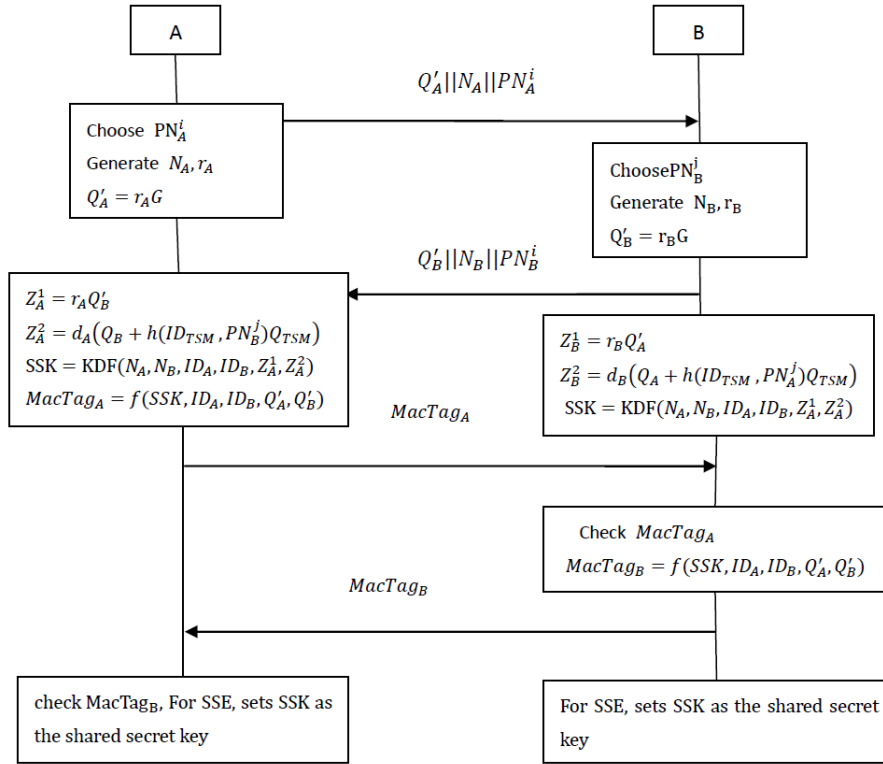 A
B
Q′_A||N_A||PN_A^i
Choose PN_A^i
Generate N_A, r_A
Q′_A = r_AG
ChoosePN_B^j
Generate N_B, r_B
Q′_B = r_BG
Q′_B||N_B||PN_B^i
Z_A^1 = r_AQ′_B
Z_A^2 = d_A(Q_B + h(ID_TSM, PN_B^j)Q_TSM)
SSK = KDF(N_A, N_B, ID_A, ID_B, Z_A^1, Z_A^2)
MacTag_A = f(SSK, ID_A, ID_B, Q′_A, Q′_B)
Z_B^1 = r_BQ′_A
Z_B^2 = d_B(Q_A + h(ID_TSM, PN_A^j)Q_TSM)
SSK = KDF(N_A, N_B, ID_A, ID_B, Z_A^1, Z_A^2)
MacTag_A
Check MacTag_A
MacTag_B = f(SSK, ID_A, ID_B, Q′_A, Q′_B)
MacTag_B
check MacTag_B, For SSE, sets SSK as
the shared secret key
For SSE, sets SSK as the shared secret
key